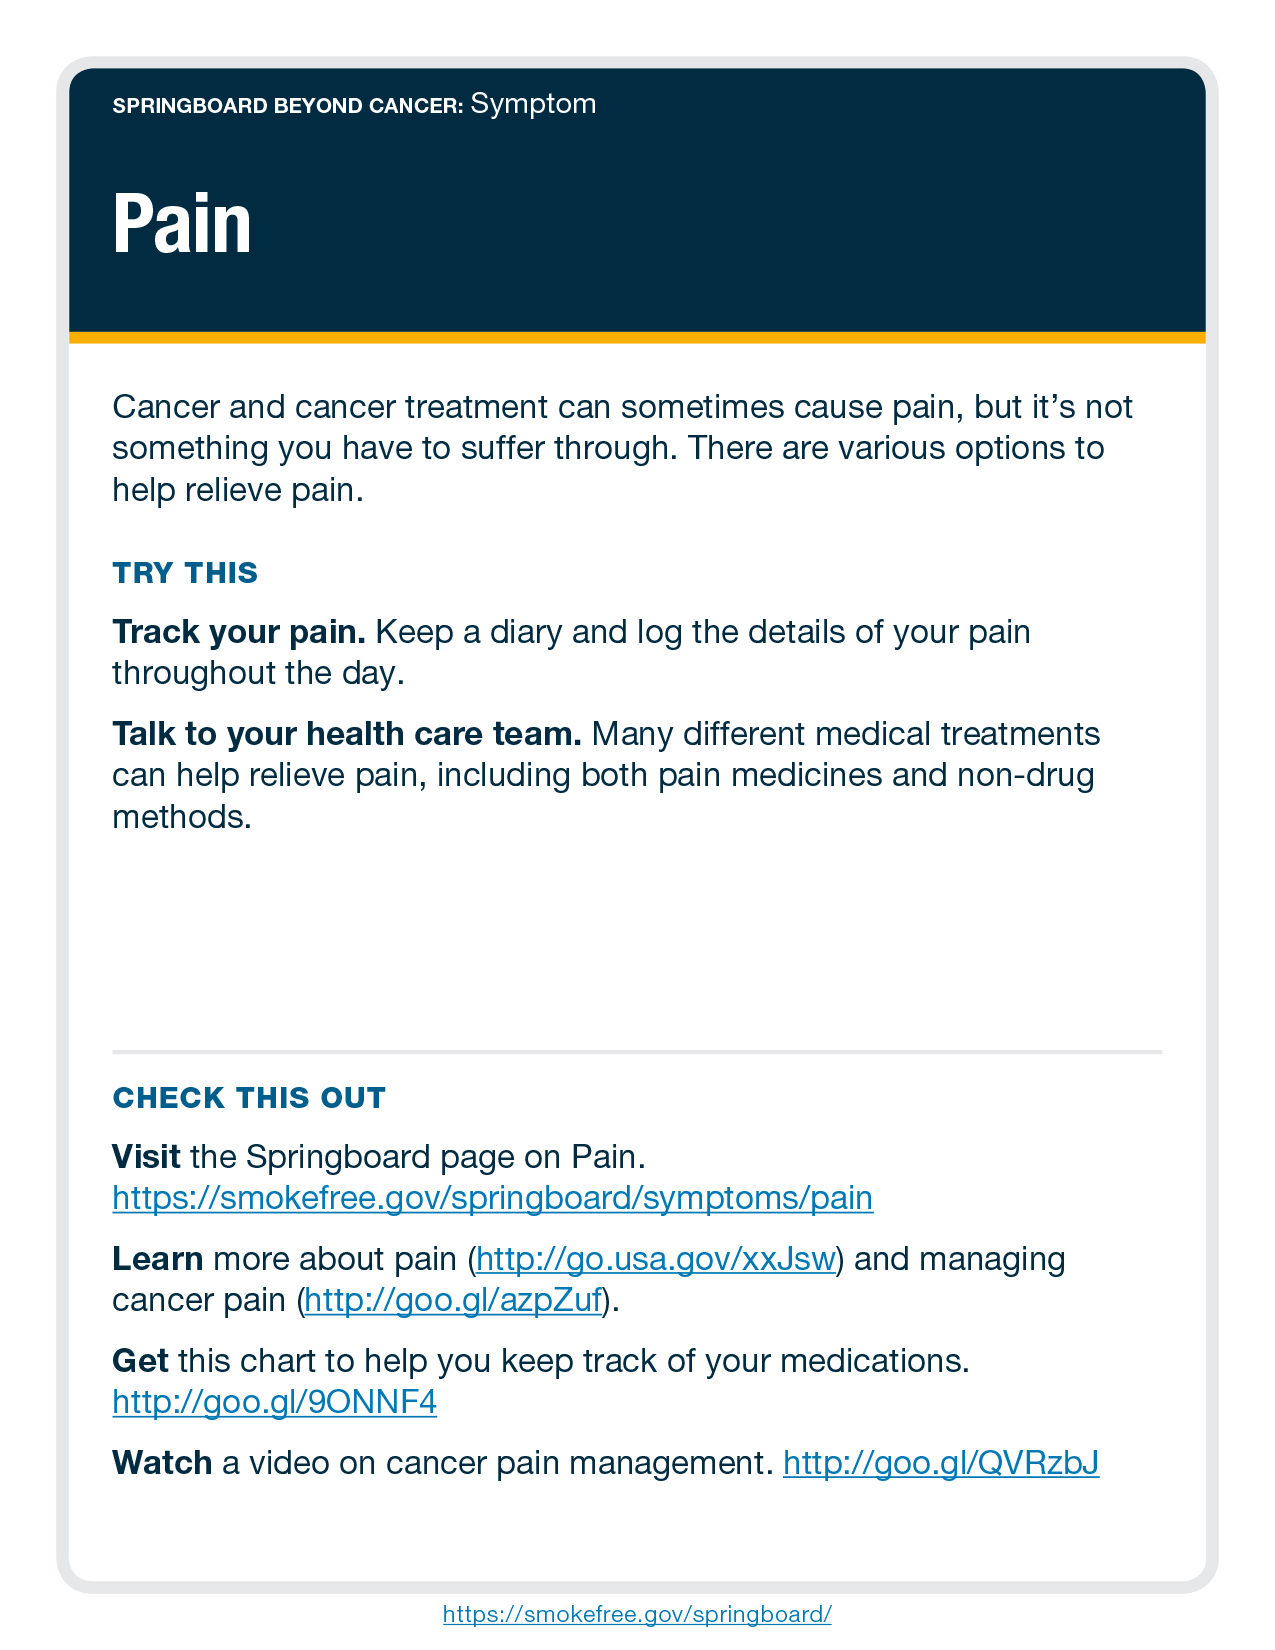 SPRINGBOARD BEYOND CANCER: Symptom
Pain
Cancer and cancer treatment can sometimes cause pain, but it’s not
something you have to suffer through. There are various options to
help relieve pain.
TRY THIS
Track your pain. Keep a diary and log the details of your pain
throughout the day.
Talk to your health care team. Many different medical treatments
can help relieve pain, including both pain medicines and non-drug
methods.
CHECK THIS OUT
Visit the Springboard page on Pain.
https://smokefree.gov/springboard/symptoms/pain
Learn more about pain (http://go.usa.gov/xxJsw) and managing
cancer pain (http://goo.gl/azpZuf).
Get this chart to help you keep track of your medications.
http://goo.gl/9ONNF4
Watch a video on cancer pain management. http://goo.gl/QVRzbJ
https://smokefree.gov/springboard/